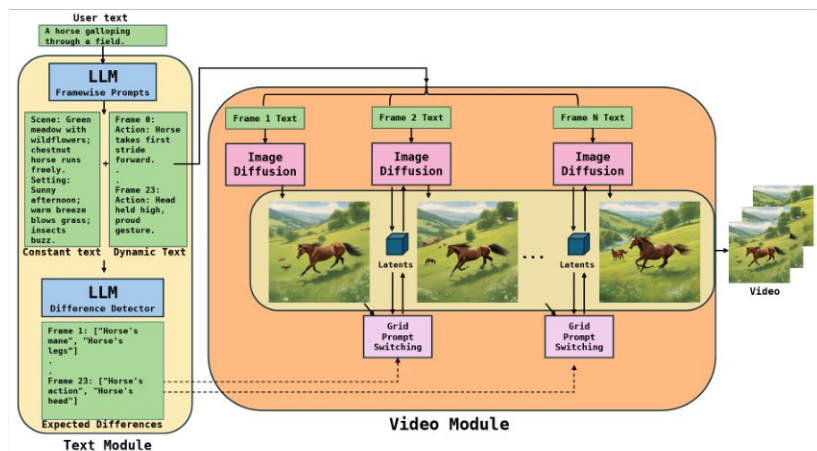 User text
A horse galloping
through a field.
LLM
Framewise Prompts
Scene: Green
meadow with
wildflowers;
chestnut
horse runs
freely.
Setting:
Sunny
afternoon;
warm breeze
blows grass;
insects
buzz.
+
Frame 0:
Action: Horse
takes first
stride
forward.
.
.
Frame 23:
Action: Head
held high,
proud
gesture.
Constant text
Dynamic Text
LLM
Difference Detector
Frame 1: ["Horse's
mane", "Horse's
legs"]
.
.
Frame 23: ["Horse's
action", "Horse's
head"]
Expected Differences
Text Module
Frame 1 Text
Frame 2 Text
Frame N Text
Image
Diffusion
Image
Diffusion
Image
Diffusion
Latents
...
Latents
Grid
Prompt
Switching
Grid
Prompt
Switching
Video Module
Video